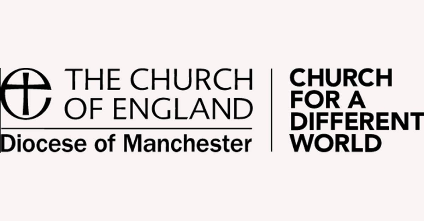 THE CHURCH
OF ENGLAND
Diocese of Manchester
CHURCH
FOR A
DIFFERENT
WORLD